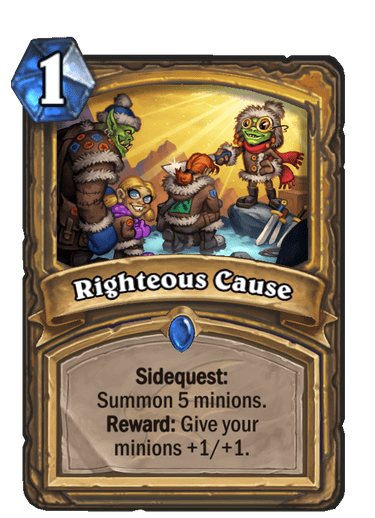 1
Righteous Cause
Sidequest:
Summon 5 minions.
Reward: Give your
minions +1/+1.